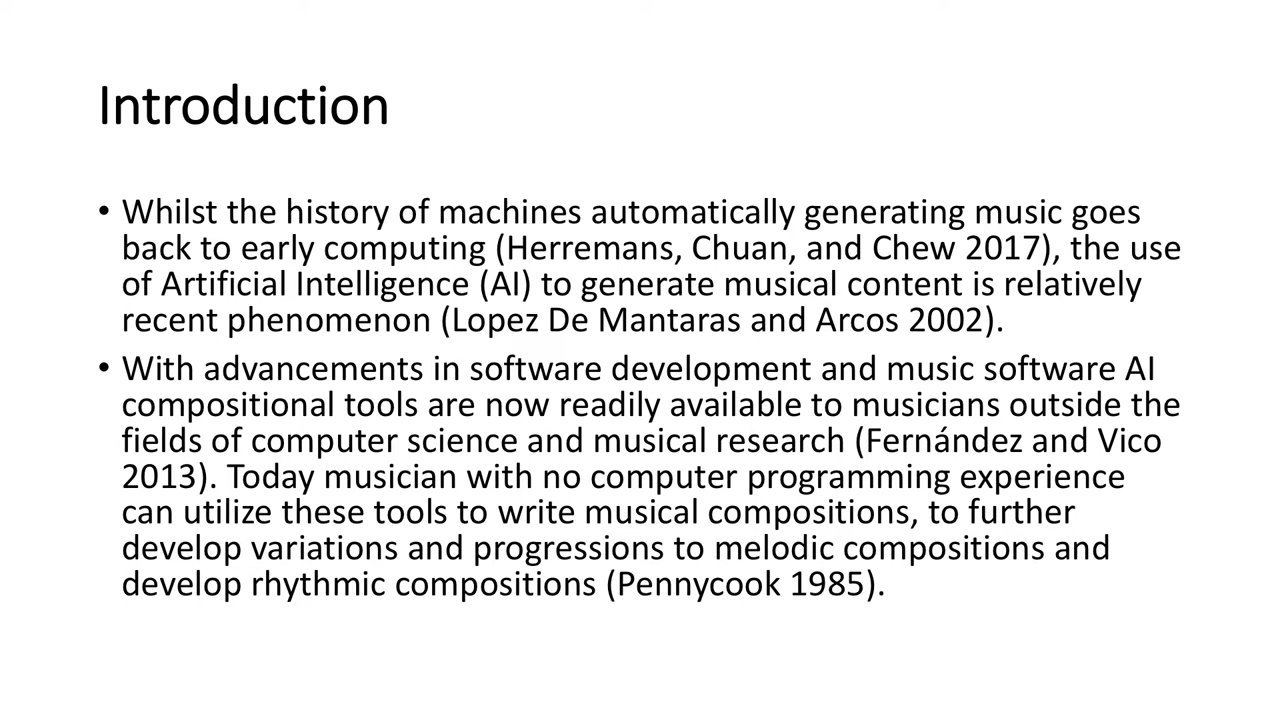 Introduction
• Whilst the history of machines automatically generating music goes
back to early computing (Herremans, Chuan, and Chew 2017), the use
of Artificial Intelligence (AI) to generate musical content is relatively
recent phenomenon (Lopez De Mantaras and Arcos 2002).
• With advancements in software development and music software AI
compositional tools are now readily available to musicians outside the
fields of computer science and musical research (Fernández and Vico
2013). Today musician with no computer programming experience
can utilize these tools to write musical compositions, to further
develop variations and progressions to melodic compositions and
develop rhythmic compositions (Pennycook 1985).